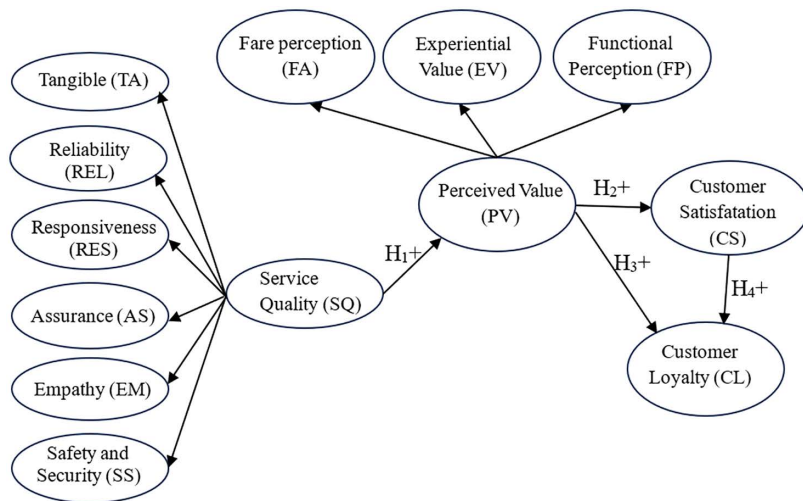 Fare perception
(FA)
Experiential
Value (EV)
Functional
Perception (FP)
Tangible (TA)
Reliability
(REL)
Responsiveness
(RES)
Assurance (AS)
Empathy (EM)
Safety and
Security (SS)
Service
Quality (SQ)
H₁+
Perceived Value
(PV)
H₂+
Customer
Satisfatation
(CS)
H₃+
H₄+
Customer
Loyalty (CL)